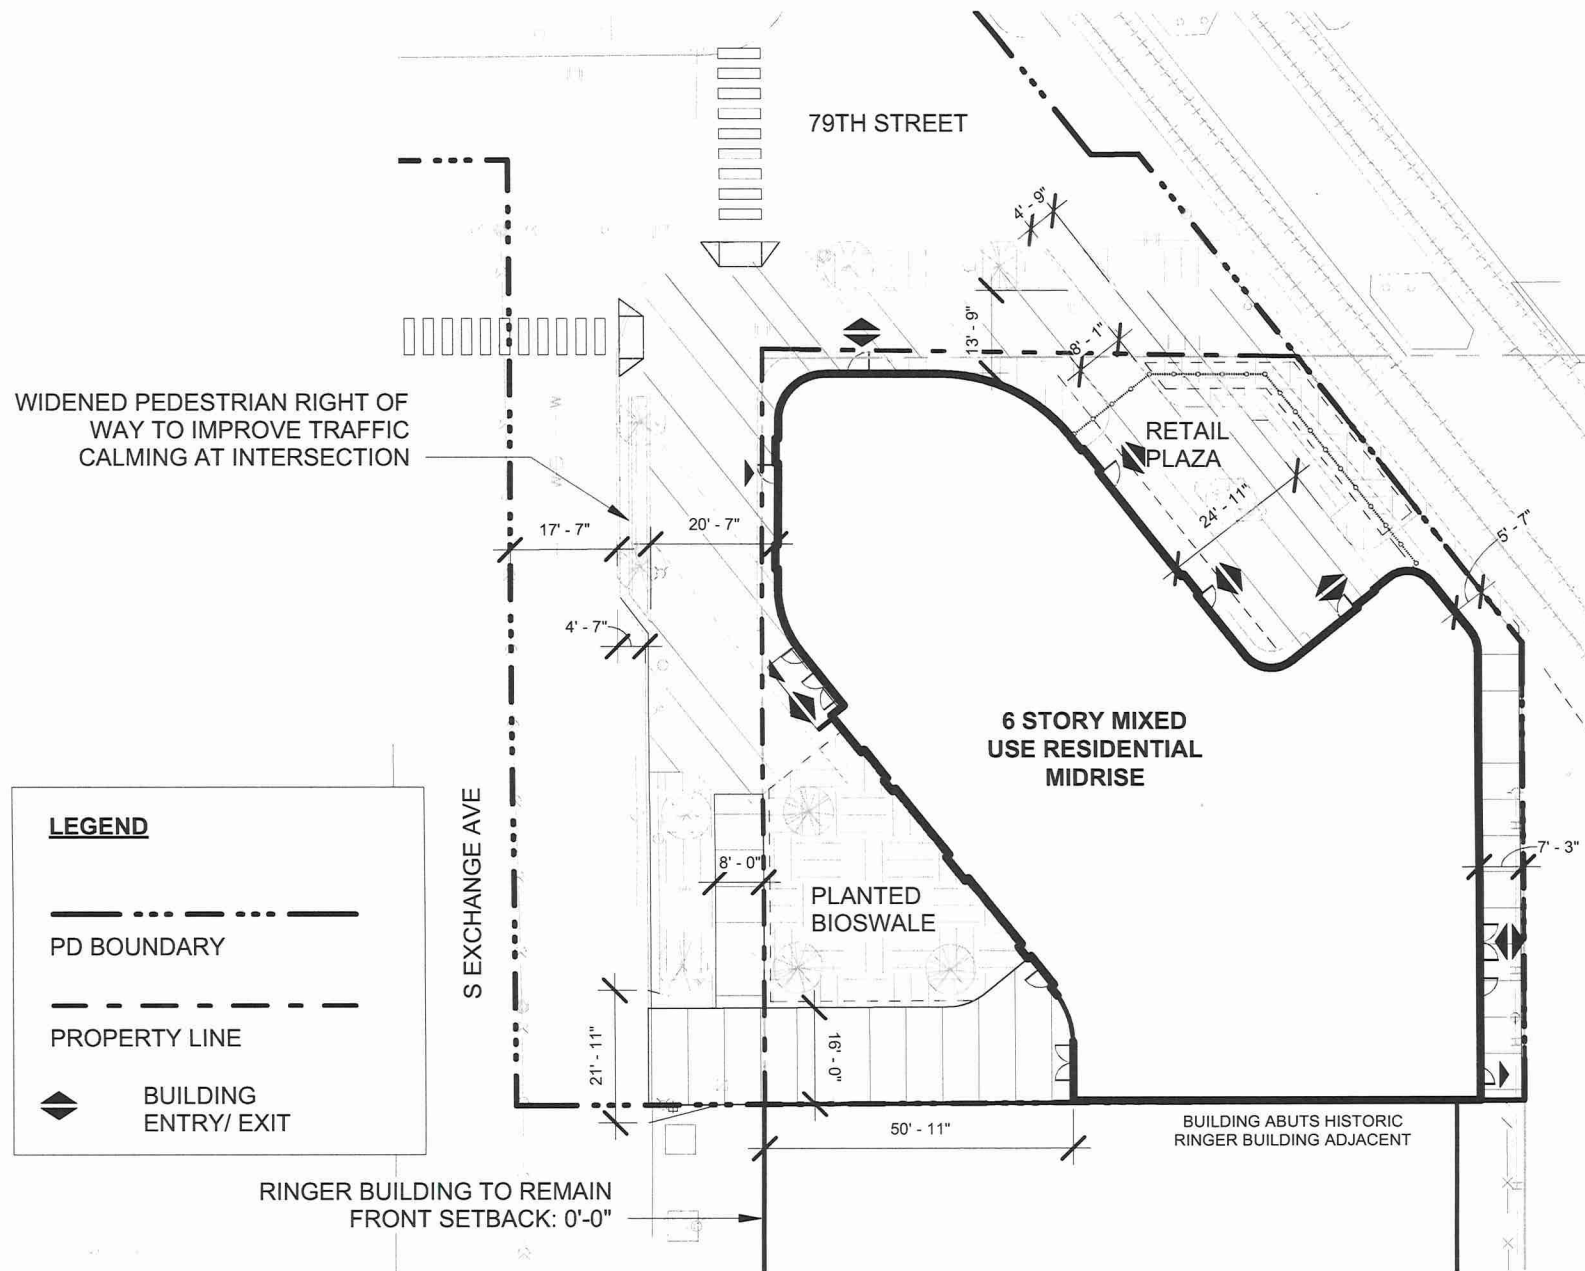 79TH STREET
4' - 9"
13' - 9"
8' - 1"
WIDENED PEDESTRIAN RIGHT OF
WAY TO IMPROVE TRAFFIC
CALMING AT INTERSECTION
RETAIL
PLAZA
24' - 11"
17' - 7"
20' - 7"
5' - 7"
4' - 7"
6 STORY MIXED
USE RESIDENTIAL
MIDRISE
LEGEND
PD BOUNDARY
PROPERTY LINE
BUILDING
ENTRY/ EXIT
S EXCHANGE AVE
8' - 0"
7' - 3"
PLANTED
BIOSWALE
21' - 11"
16' - 0"
50' - 11"
BUILDING ABUTS HISTORIC
RINGER BUILDING ADJACENT
RINGER BUILDING TO REMAIN
FRONT SETBACK: 0'-0"